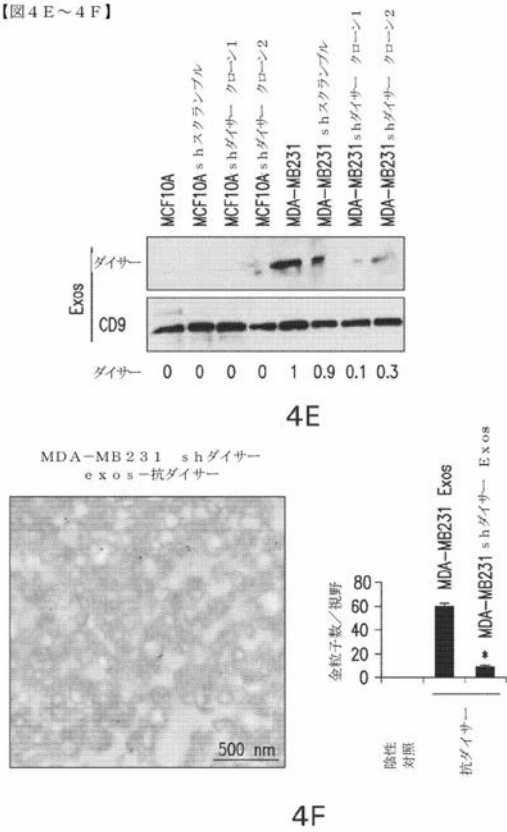 【図4E～4F】
MCF10A
MCF10A shスクランブル
MCF10A shダイサー クローン1
MCF10A shダイサー クローン2
MDA-MB231
MDA-MB231 shスクランブル
MDA-MB231 shダイサー クローン1
MDA-MB231 shダイサー クローン2
Exos
ダイサー
CD9
ダイサー 0 0 0 0 1 0.9 0.1 0.3
4E
MDA-MB231 shダイサー
exos-抗ダイサー
500 nm
金粒子数/視野
80
60
40
20
0
MDA-MB231 Exos
* MDA-MB231 shダイサー Exos
陰性
対照
抗ダイサー
4F